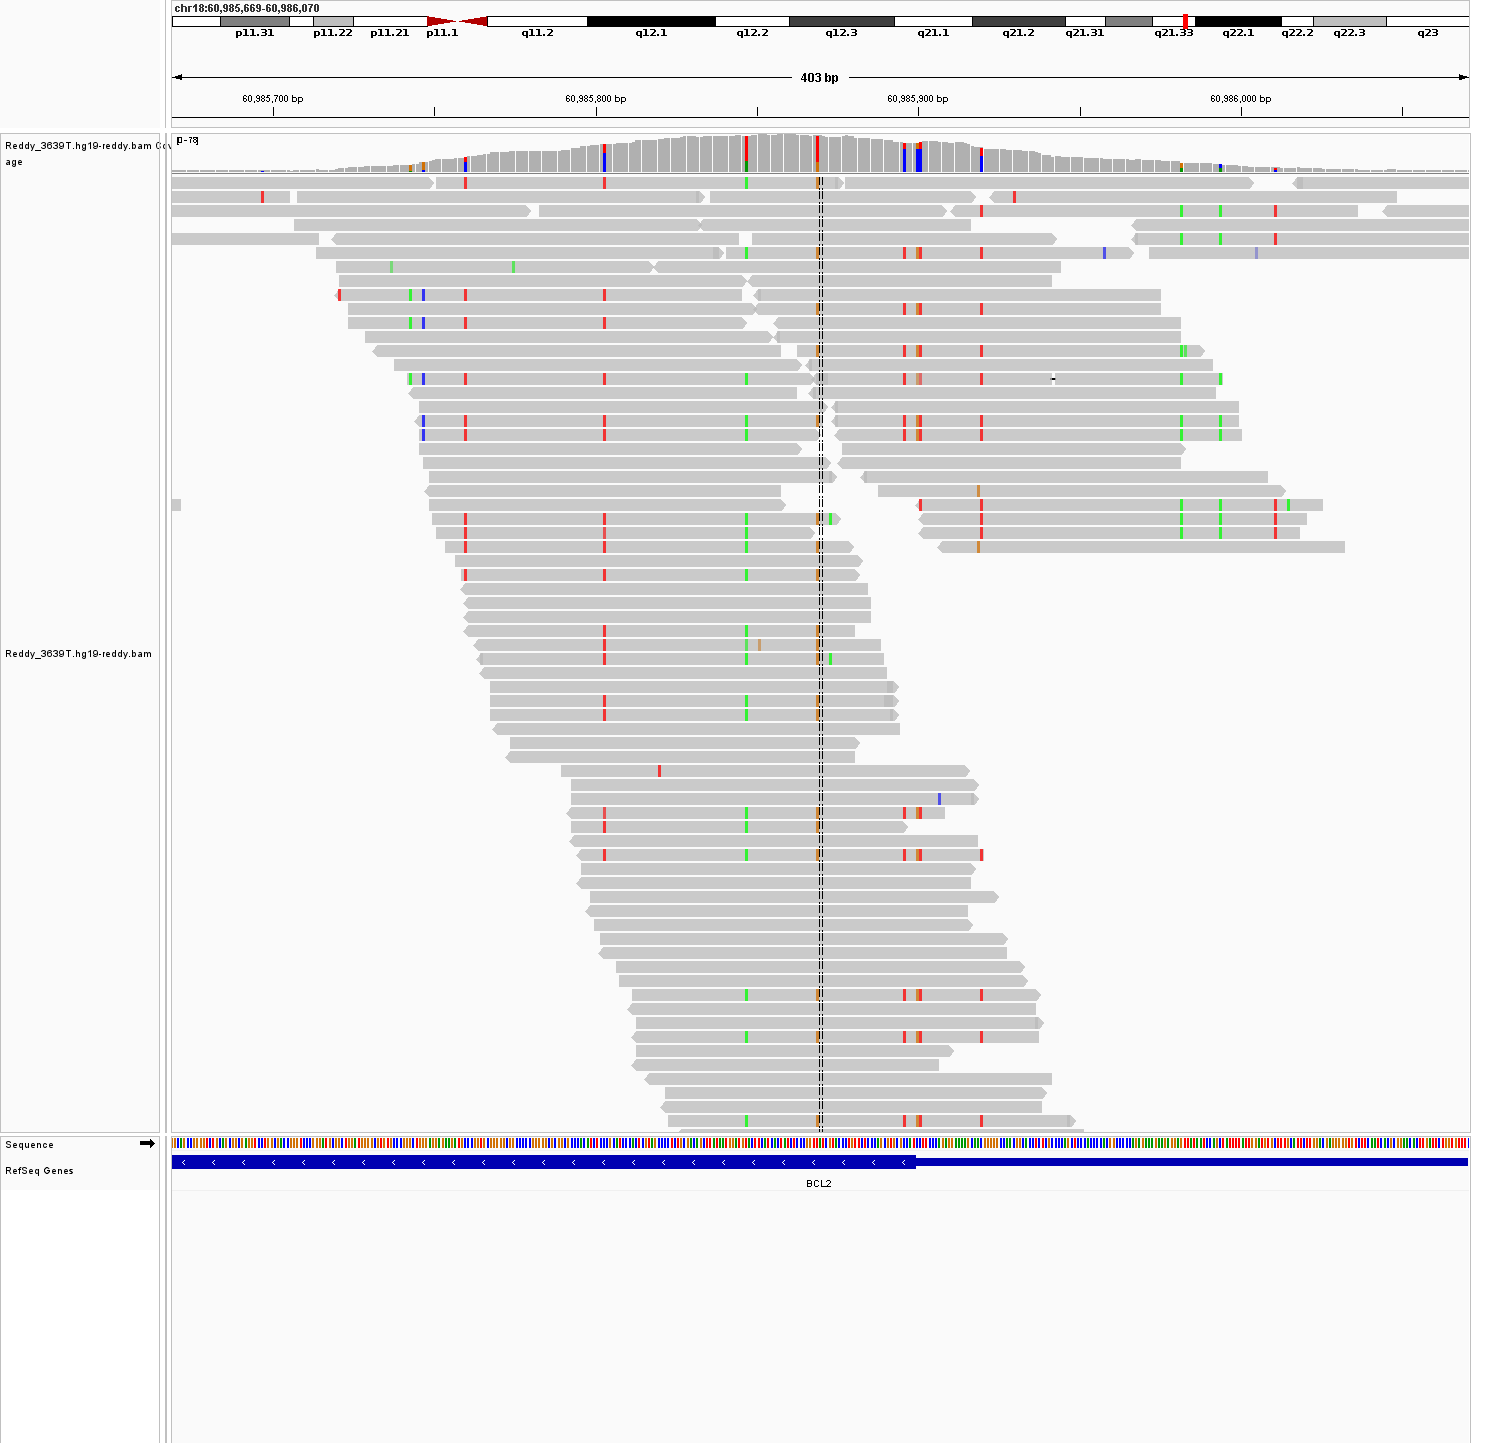 chr18:60,985,669-60,986,070
p11.31 p11.22 p11.21 p11.1 q11.2 q12.1 q12.2 q12.3 q21.1 q21.2 q21.31 q21.33 q22.1 q22.2 q22.3 q23
403 bp
60,985,700 bp 60,985,800 bp 60,985,900 bp 60,986,000 bp
Reddy_3639T.hg19-reddy.bam Cov
age
[0-78]
Reddy_3639T.hg19-reddy.bam
Sequence
RefSeq Genes
BCL2